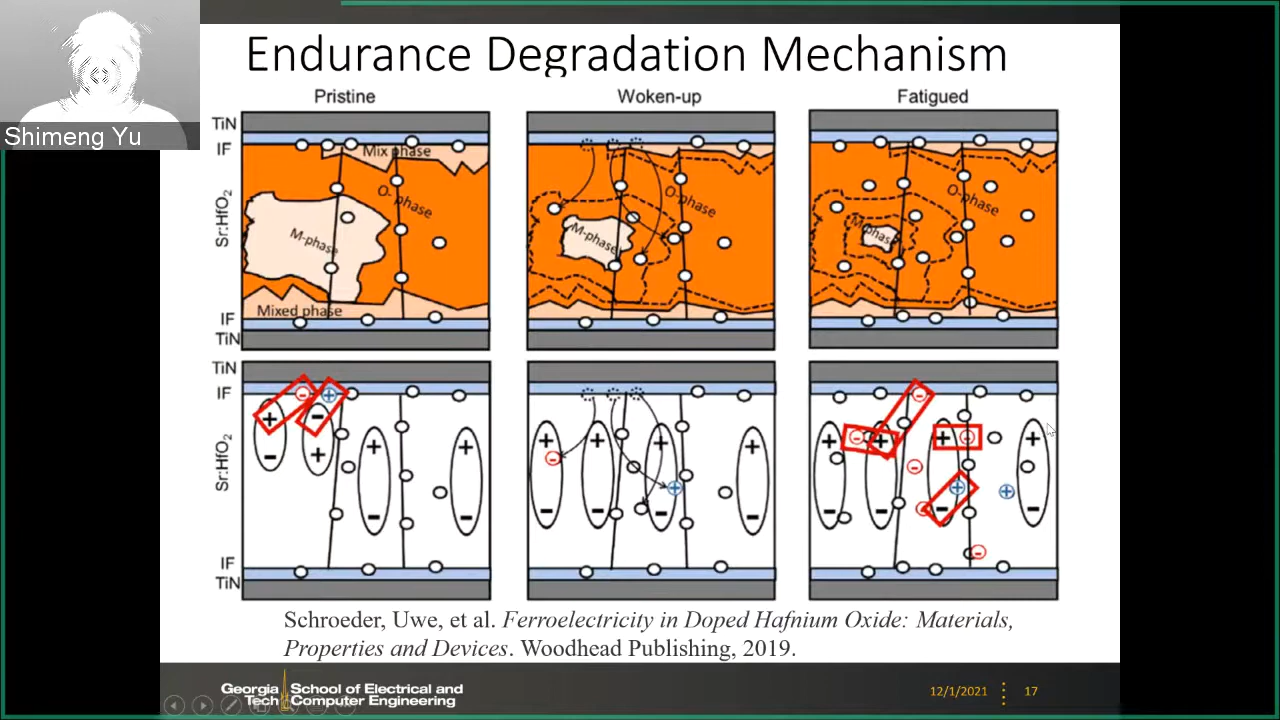 Shimeng Yu
Endurance Degradation Mechanism
Pristine
Woken-up
Fatigued
TiN
IF
Sr:HfO₂
Mix phase
O-phase
M-phase
Mixed phase
IF
TiN
O-phase
M-phase
O-phase
M-phase
TiN
IF
Sr:HfO₂
IF
TiN
Schroeder, Uwe, et al. Ferroelectricity in Doped Hafnium Oxide: Materials,
Properties and Devices. Woodhead Publishing, 2019.
Georgia Tech
School of Electrical and
Computer Engineering
12/1/2021
17